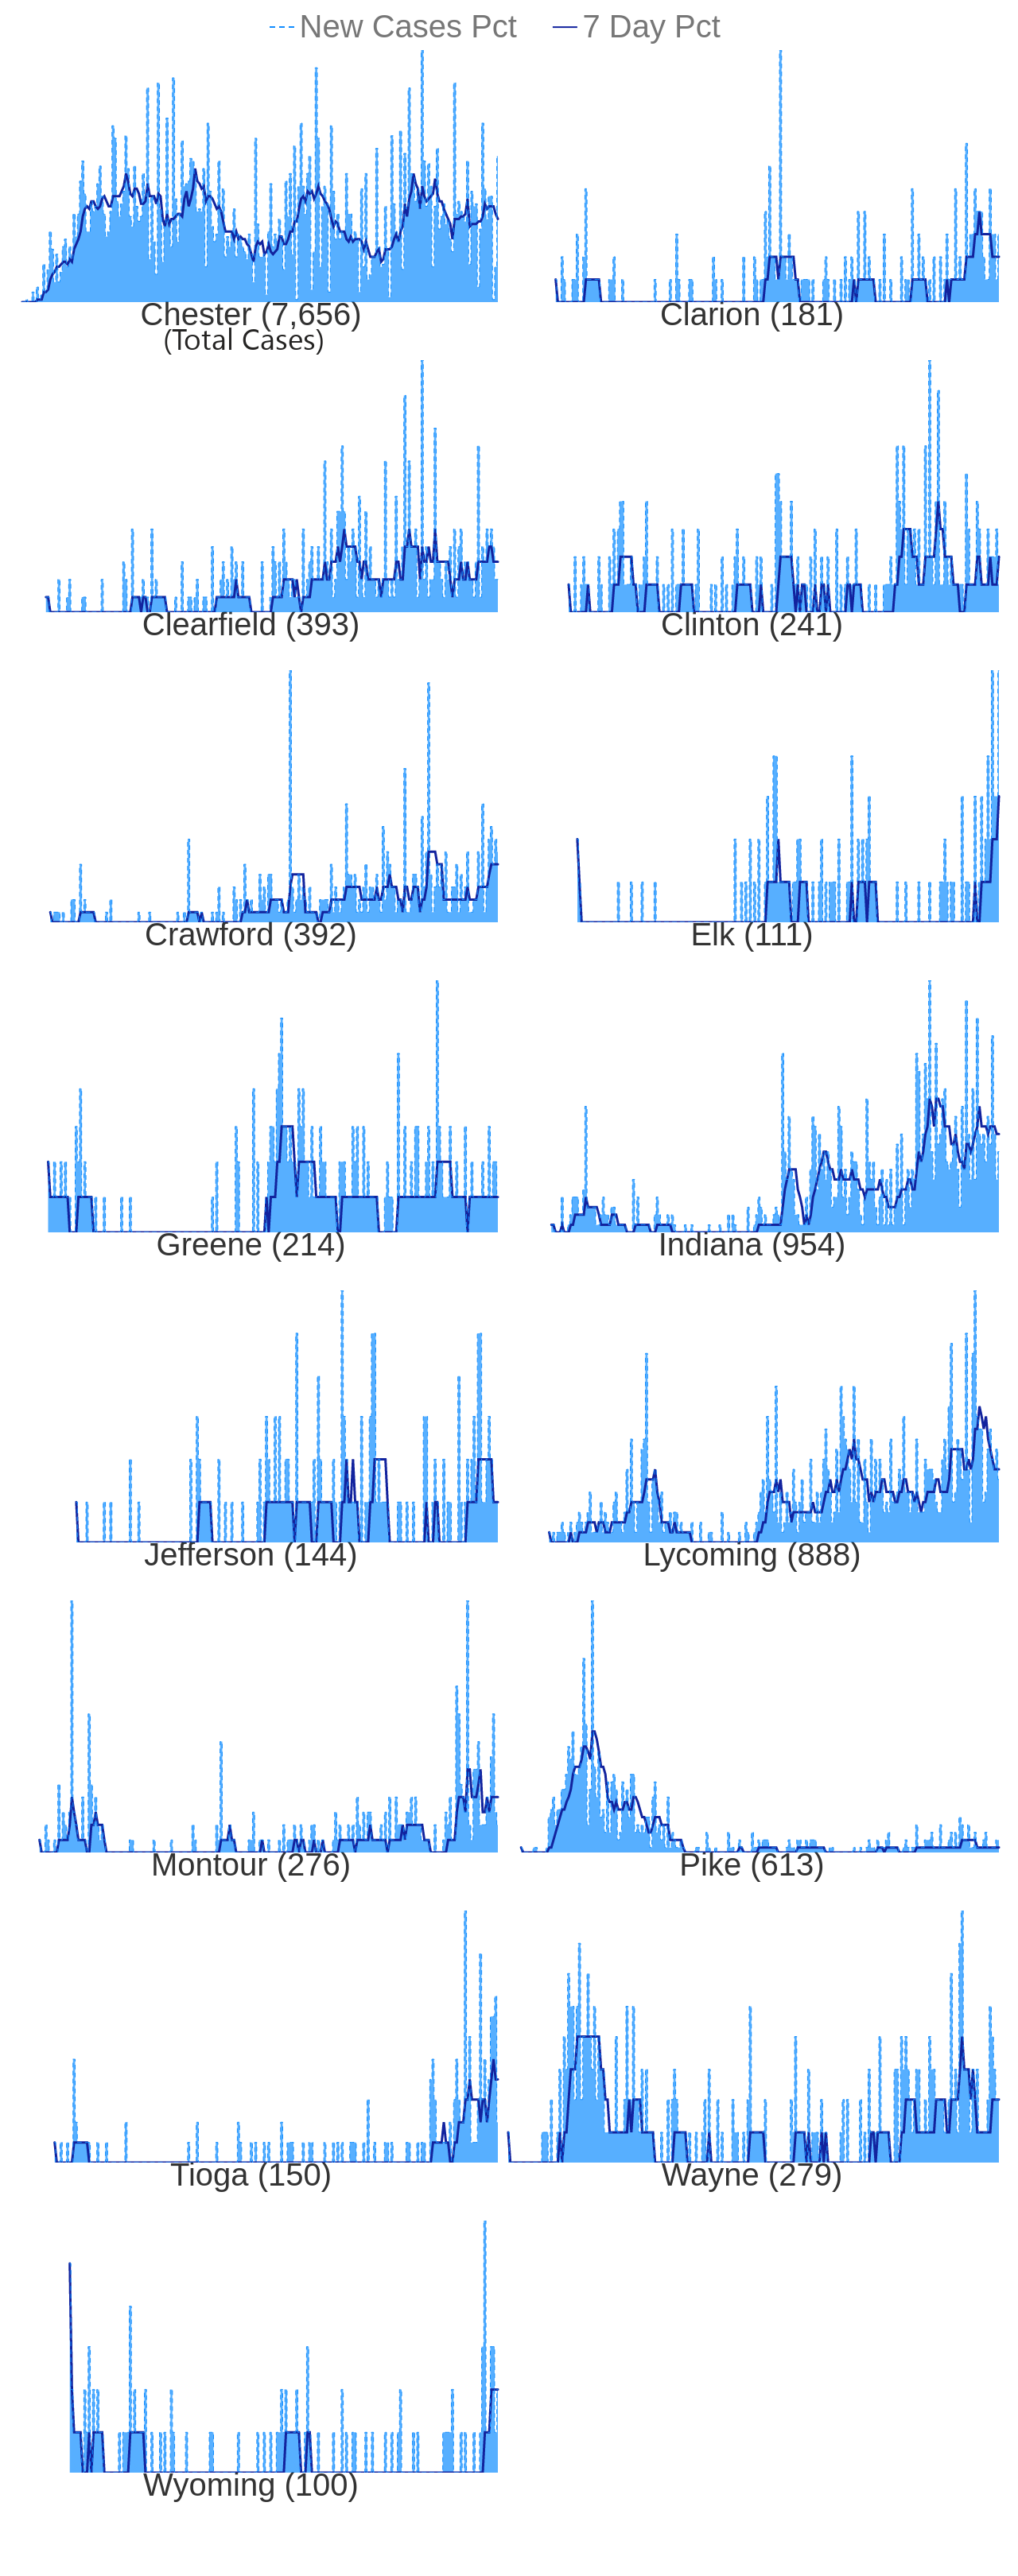 New Cases Pct 7 Day Pct
Chester (7,656) Clarion (181)
(Total Cases)
Clearfield (393) Clinton (241)
Crawford (392) Elk (111)
Greene (214) Indiana (954)
Jefferson (144) Lycoming (888)
Montour (276) Pike (613)
Tioga (150) Wayne (279)
Wyoming (100)